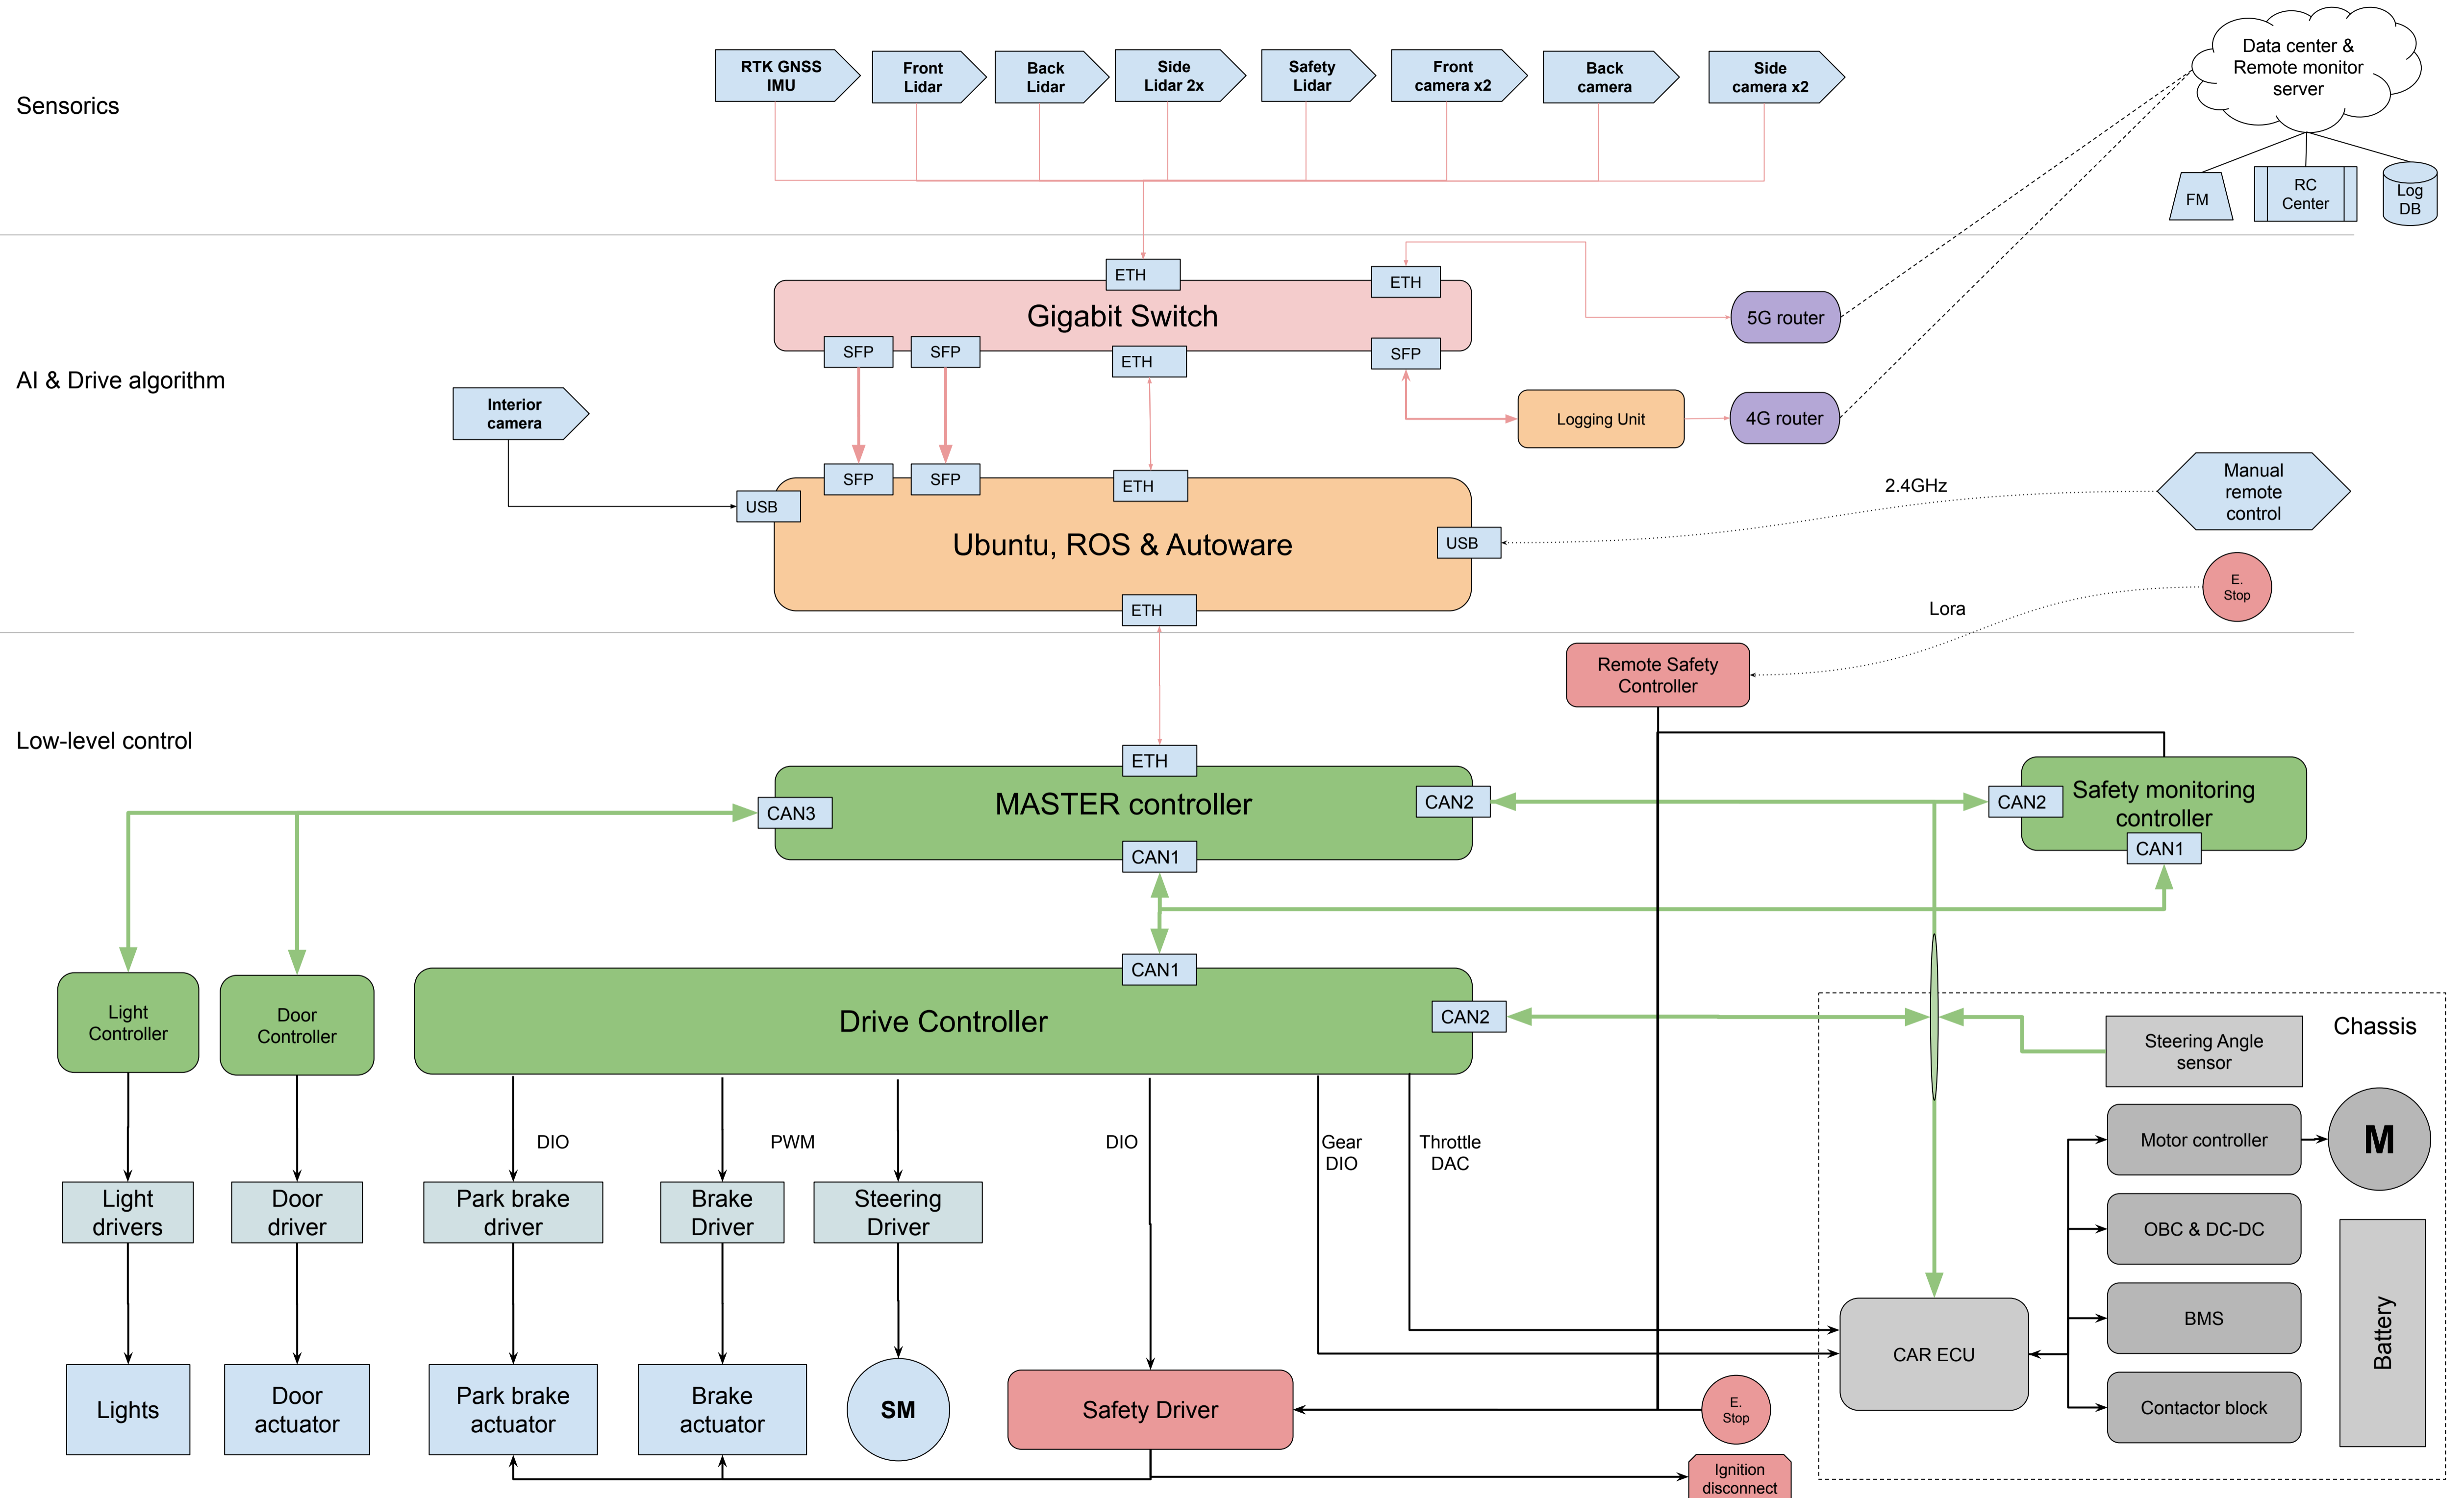 RTK GNSS
IMU
Front
Lidar
Back
Lidar
Side
Lidar 2x
Safety
Lidar
Front
camera x2
Back
camera
Side
camera x2
Data center &
Remote monitor
server
Sensorics
FM
RC
Center
Log
DB
ETH
ETH
Gigabit Switch
5G router
SFP
SFP
ETH
SFP
AI & Drive algorithm
Interior
camera
Logging Unit
4G router
SFP
SFP
ETH
USB
2.4GHz
Manual
remote
control
Ubuntu, ROS & Autoware
USB
E.
Stop
ETH
Lora
Remote Safety
Controller
Low-level control
ETH
CAN3
MASTER controller
CAN2
CAN2
Safety monitoring
controller
CAN1
CAN1
CAN1
Light
Controller
Door
Controller
Drive Controller
CAN2
Chassis
Steering Angle
sensor
DIO
PWM
DIO
Gear
DIO
Throttle
DAC
Motor controller
M
Light
drivers
Door
driver
Park brake
driver
Brake
Driver
Steering
Driver
OBC & DC-DC
BMS
Battery
CAR ECU
Lights
Door
actuator
Park brake
actuator
Brake
actuator
SM
Safety Driver
E.
Stop
Contactor block
Ignition
disconnect